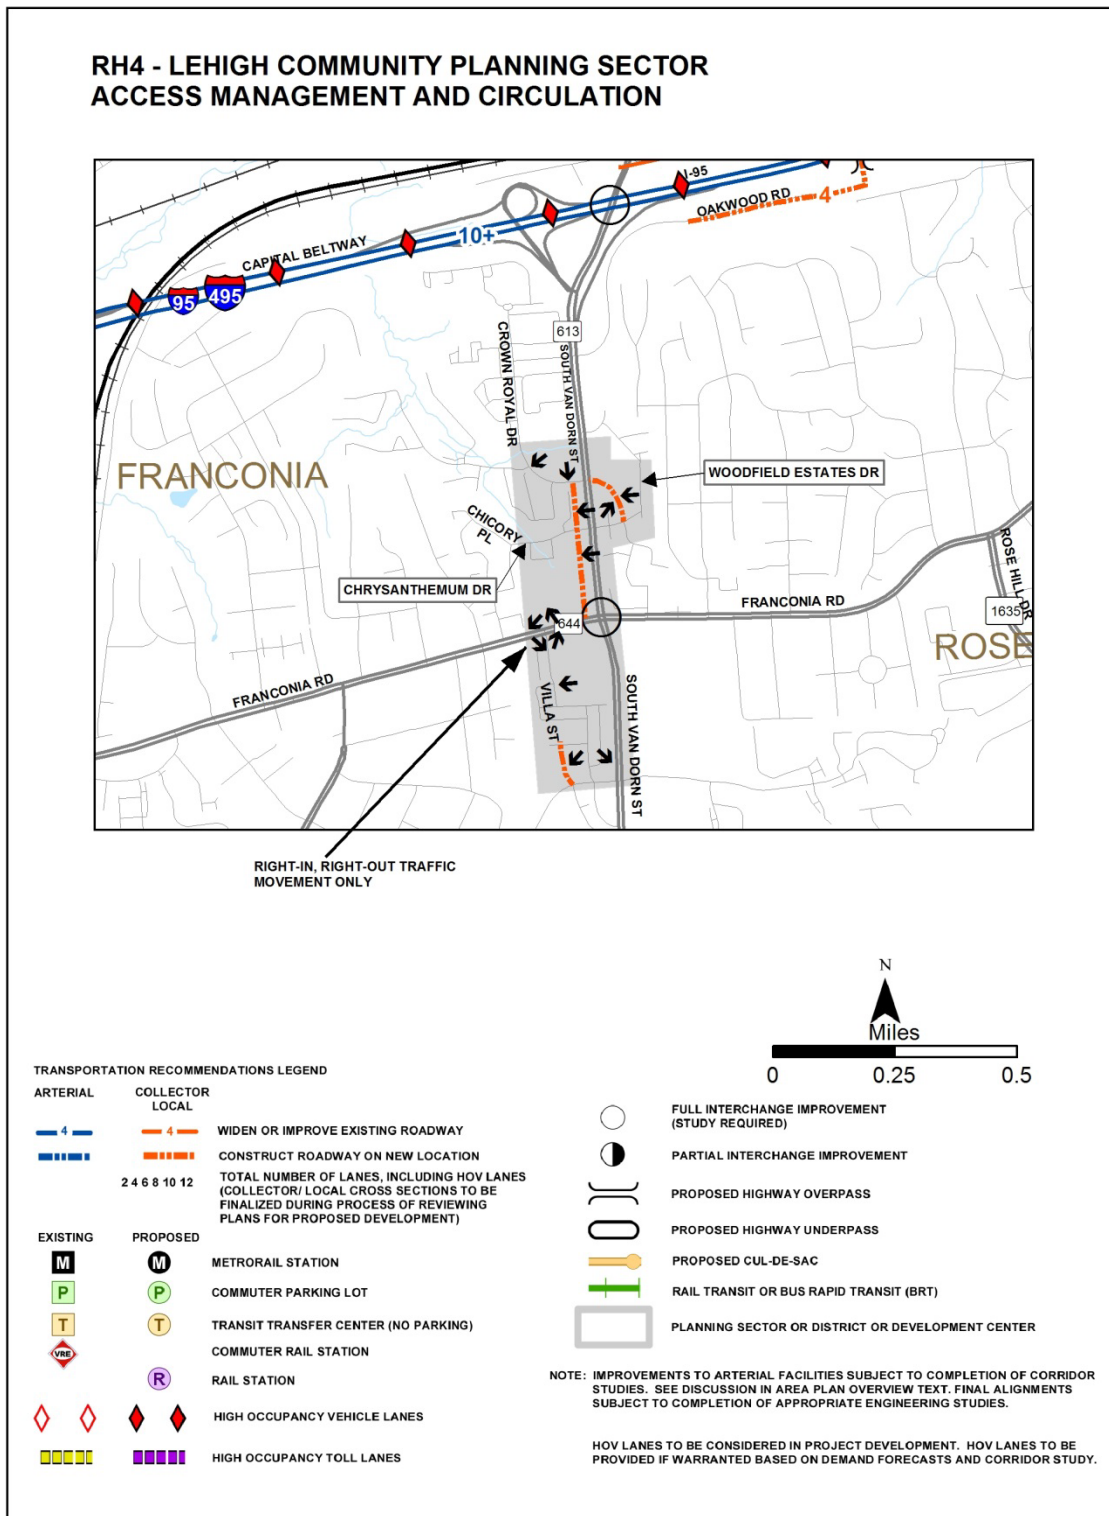 RH4 - LEHIGH COMMUNITY PLANNING SECTOR
ACCESS MANAGEMENT AND CIRCULATION
I-95
OAKWOOD RD
4
CAPITAL BELTWAY
10+
95
495
613
CROWN ROYAL DR
SOUTH VAN DORN ST
FRANCONIA
WOODFIELD ESTATES DR
CHICORY
PL
CHRYSANTHEMUM DR
644
FRANCONIA RD
ROSE HILL DR
1635
ROSE
FRANCONIA RD
VILLA ST
SOUTH VAN DORN ST
RIGHT-IN, RIGHT-OUT TRAFFIC
MOVEMENT ONLY
N
Miles
0 0.25 0.5
TRANSPORTATION RECOMMENDATIONS LEGEND
ARTERIAL COLLECTOR
LOCAL
4 4 WIDEN OR IMPROVE EXISTING ROADWAY
CONSTRUCT ROADWAY ON NEW LOCATION
2 4 6 8 10 12 TOTAL NUMBER OF LANES, INCLUDING HOV LANES
(COLLECTOR/ LOCAL CROSS SECTIONS TO BE
FINALIZED DURING PROCESS OF REVIEWING
PLANS FOR PROPOSED DEVELOPMENT)
EXISTING PROPOSED
M M METRORAIL STATION
P P COMMUTER PARKING LOT
T T TRANSIT TRANSFER CENTER (NO PARKING)
VRE COMMUTER RAIL STATION
R RAIL STATION
HIGH OCCUPANCY VEHICLE LANES
HIGH OCCUPANCY TOLL LANES
FULL INTERCHANGE IMPROVEMENT
(STUDY REQUIRED)
PARTIAL INTERCHANGE IMPROVEMENT
PROPOSED HIGHWAY OVERPASS
PROPOSED HIGHWAY UNDERPASS
PROPOSED CUL-DE-SAC
RAIL TRANSIT OR BUS RAPID TRANSIT (BRT)
PLANNING SECTOR OR DISTRICT OR DEVELOPMENT CENTER
NOTE: IMPROVEMENTS TO ARTERIAL FACILITIES SUBJECT TO COMPLETION OF CORRIDOR
STUDIES. SEE DISCUSSION IN AREA PLAN OVERVIEW TEXT. FINAL ALIGNMENTS
SUBJECT TO COMPLETION OF APPROPRIATE ENGINEERING STUDIES.
HOV LANES TO BE CONSIDERED IN PROJECT DEVELOPMENT. HOV LANES TO BE
PROVIDED IF WARRANTED BASED ON DEMAND FORECASTS AND CORRIDOR STUDY.